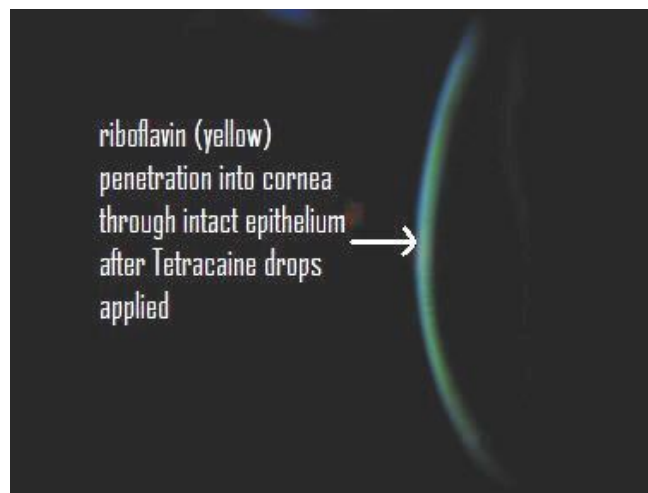 riboflavin (yellow)
penetration into cornea
through intact epithelium
after Tetracaine drops
applied